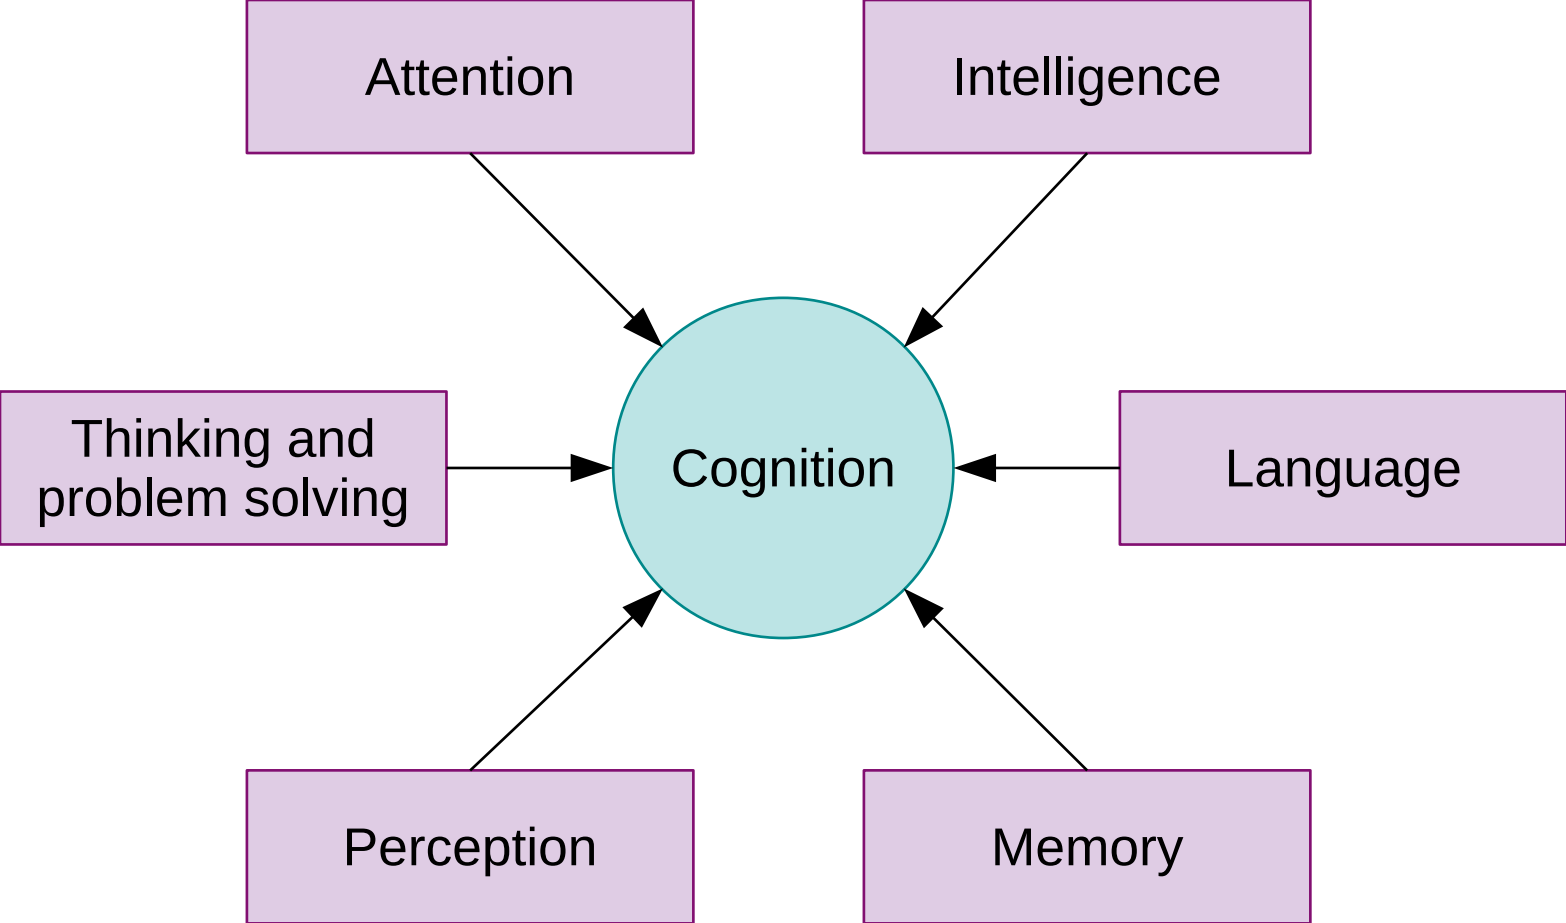 Attention
Intelligence
Thinking and
problem solving
Cognition
Language
Perception
Memory